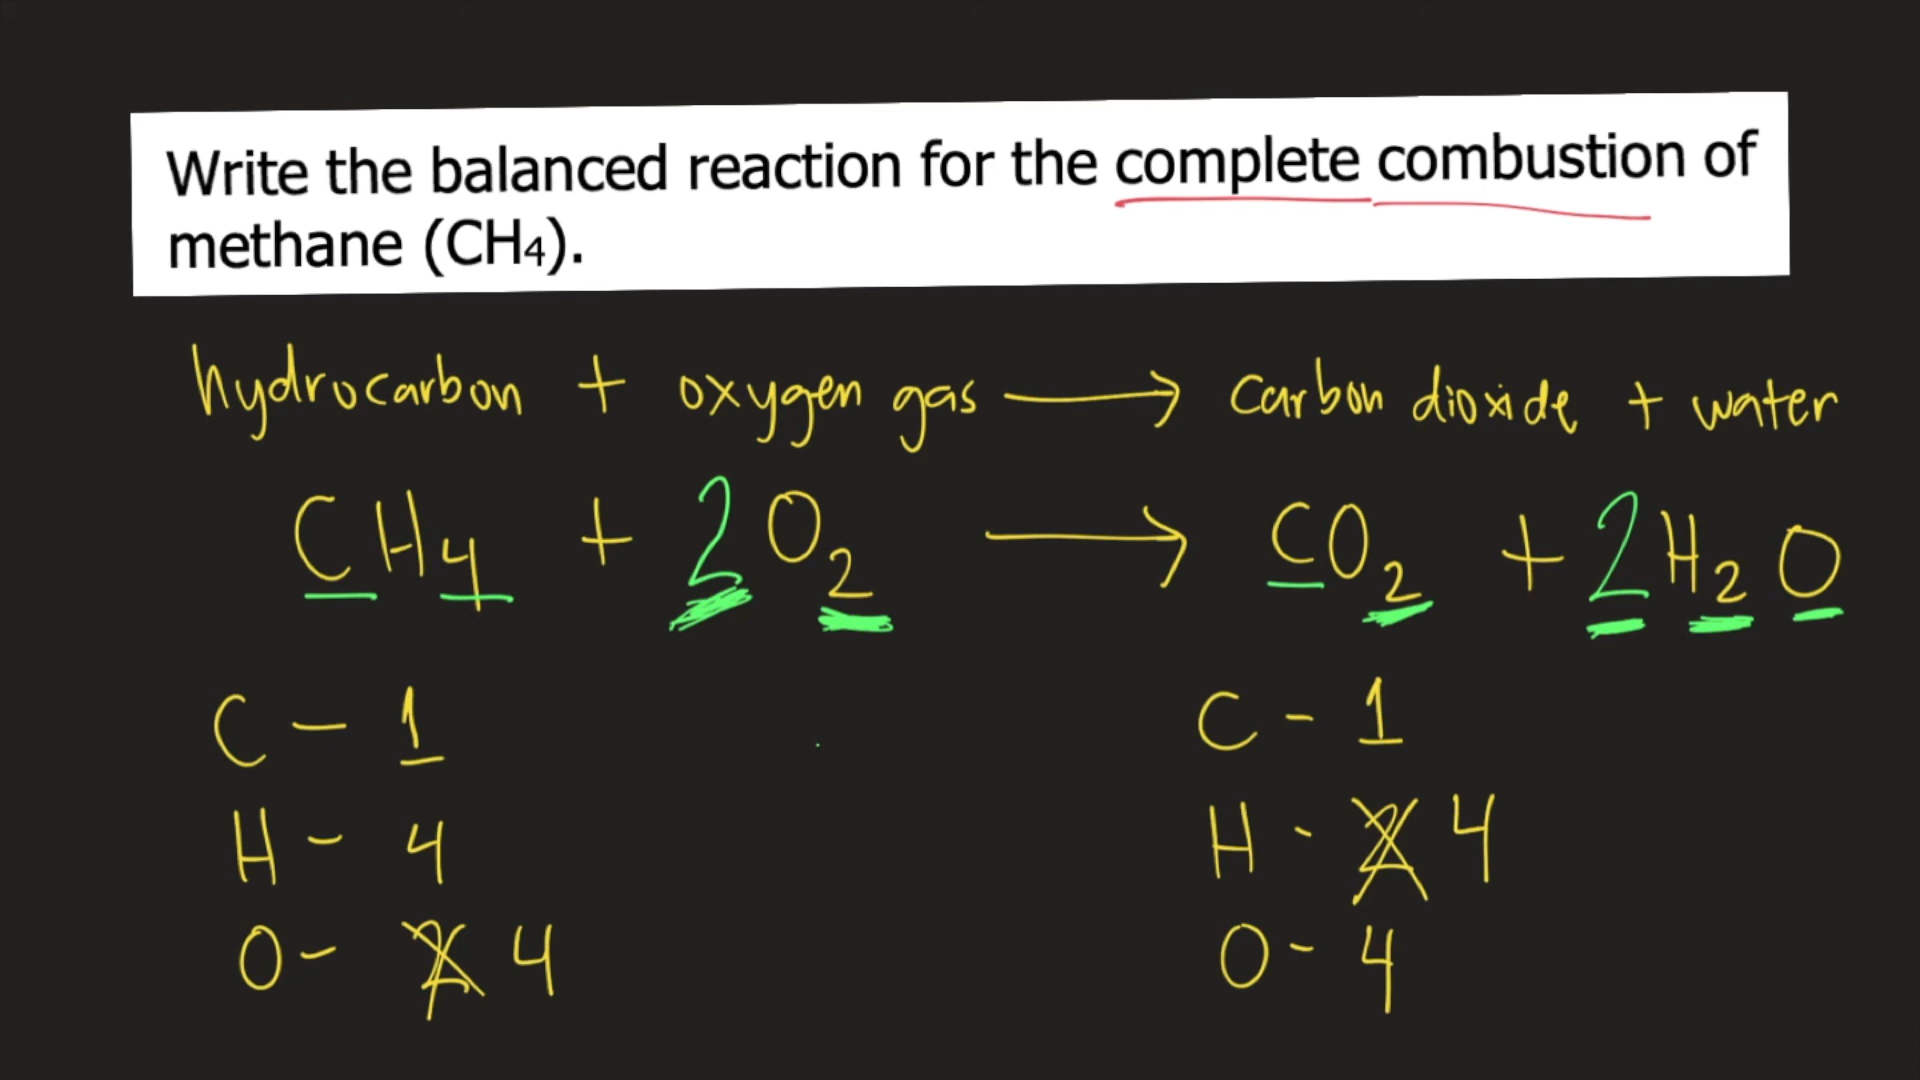 Write the balanced reaction for the complete combustion of
methane (CH₄).
hydrocarbon + oxygen gas ⟶ carbon dioxide + water
CH₄ + 2O₂ ⟶ CO₂ + 2H₂O
C - 1
C - 1
H - 4
H - 2 4
O - 2 4
O - 4